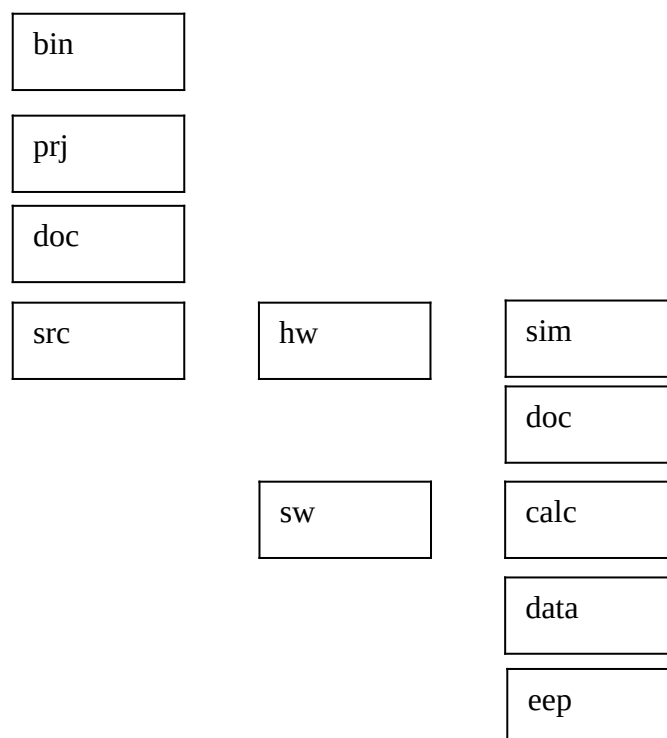 bin
prj
doc
src
hw
sim
doc
sw
calc
data
eep